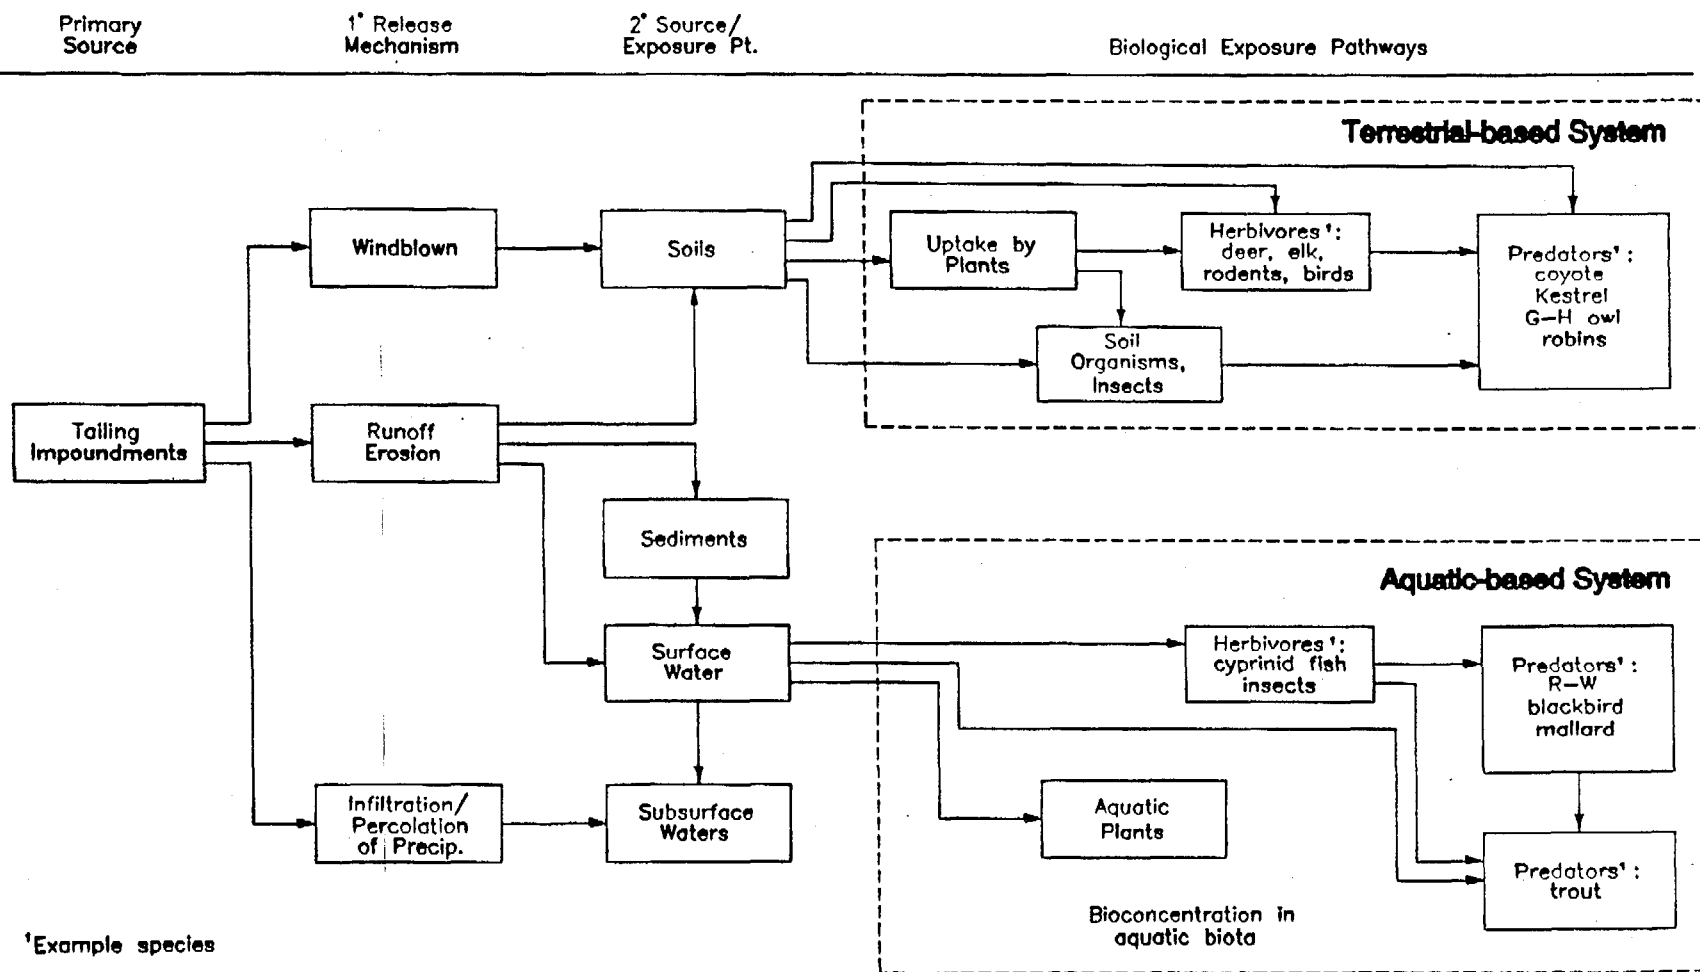 Primary
Source
1° Release
Mechanism
2° Source/
Exposure Pt.
Biological Exposure Pathways
Terrestrial-based System
Windblown
Soils
Uptake by
Plants
Herbivores¹:
deer, elk,
rodents, birds
Predators¹:
coyote
Kestrel
G-H owl
robins
Soil
Organisms,
Insects
Tailing
Impoundments
Runoff
Erosion
Sediments
Aquatic-based System
Surface
Water
Herbivores¹:
cyprinid fish
insects
Predators¹:
R-W
blackbird
mallard
Infiltration/
Percolation
of Precip.
Subsurface
Waters
Aquatic
Plants
Predators¹:
trout
Bioconcentration in
aquatic biota
¹Example species